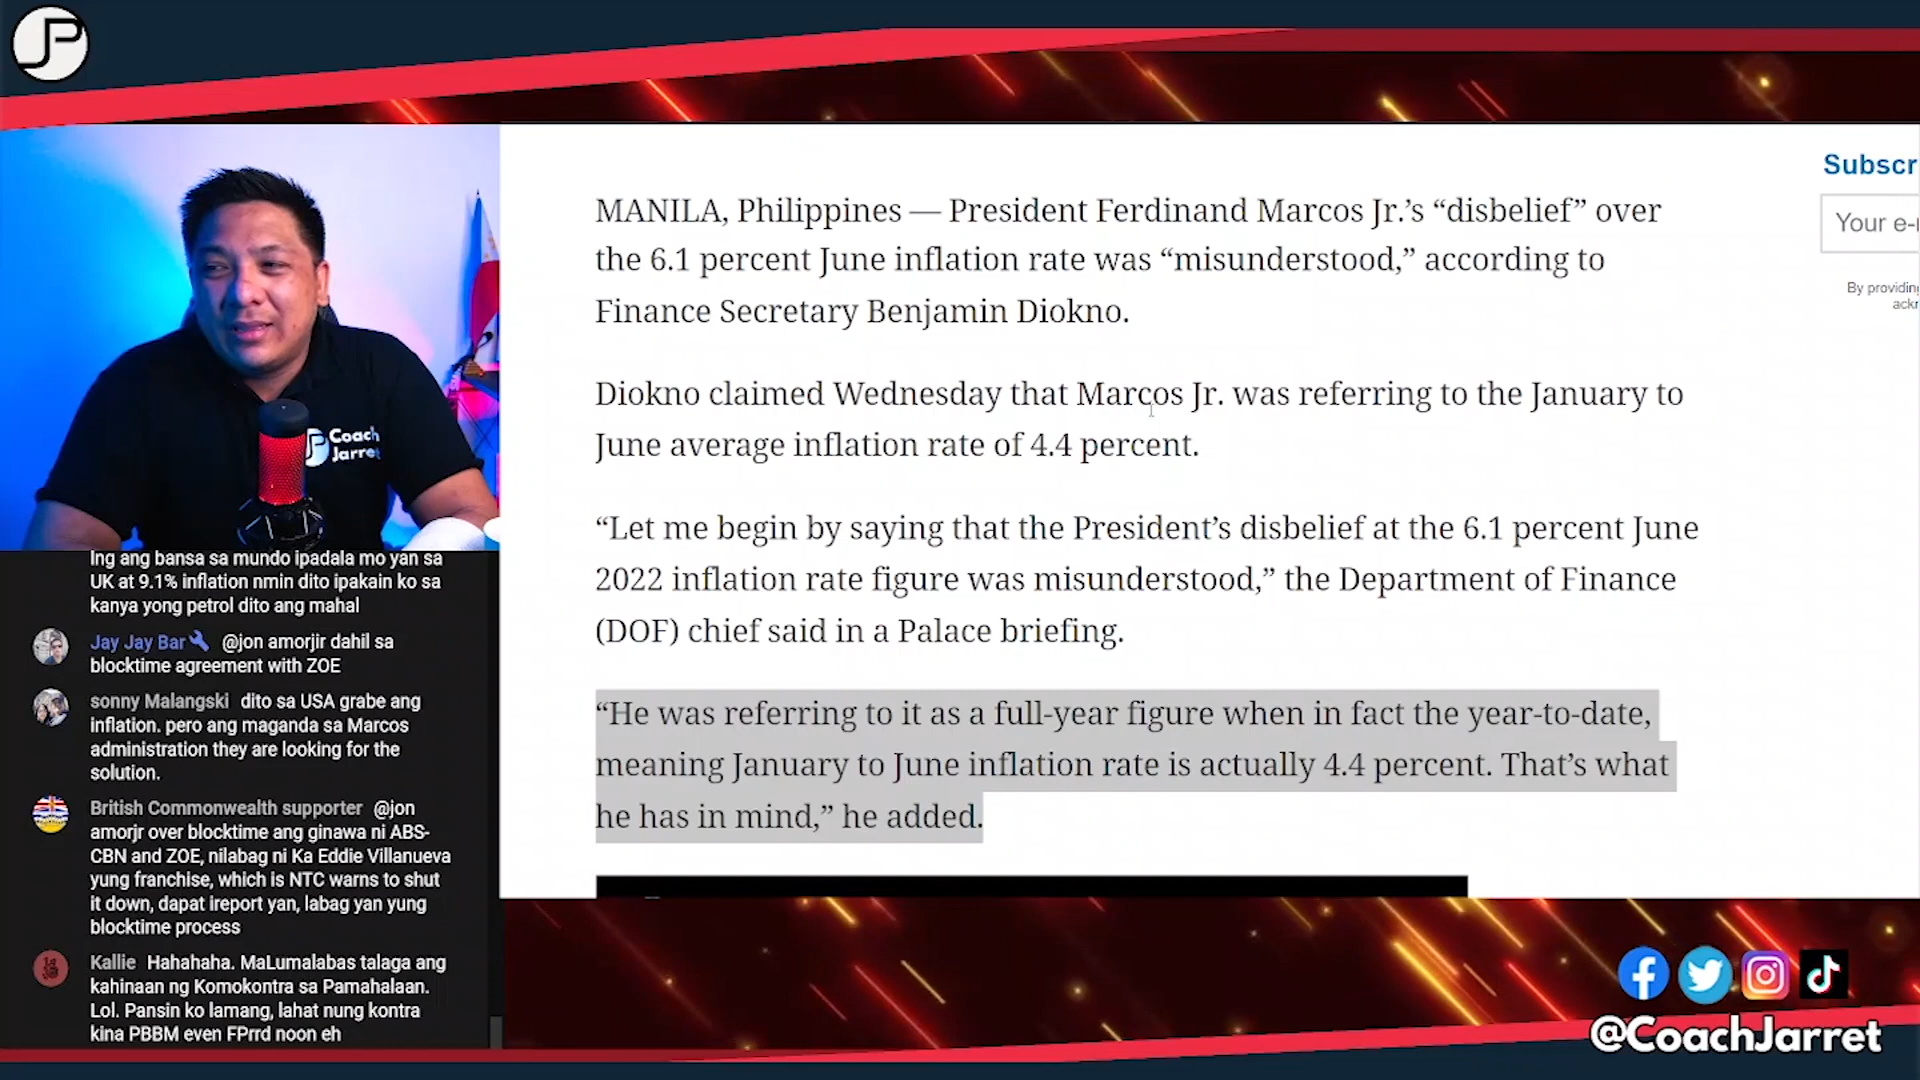 JP
MANILA, Philippines — President Ferdinand Marcos Jr.’s “disbelief” over
the 6.1 percent June inflation rate was “misunderstood,” according to
Finance Secretary Benjamin Diokno.
Diokno claimed Wednesday that Marcos Jr. was referring to the January to
June average inflation rate of 4.4 percent.
“Let me begin by saying that the President’s disbelief at the 6.1 percent June
2022 inflation rate figure was misunderstood,” the Department of Finance
(DOF) chief said in a Palace briefing.
“He was referring to it as a full-year figure when in fact the year-to-date,
meaning January to June inflation rate is actually 4.4 percent. That’s what
he has in mind,” he added.
Subscr
Your e-
By providing
ackr
Coach
Jarret
Ing ang bansa sa mundo ipadala mo yan sa
UK at 9.1% inflation nmin dito ipakain ko sa
kanya yong petrol dito ang mahal
Jay Jay Bar @jon amorjir dahil sa
blocktime agreement with ZOE
sonny Malangski dito sa USA grabe ang
inflation. pero ang maganda sa Marcos
administration they are looking for the
solution.
British Commonwealth supporter @jon
amorjr over blocktime ang ginawa ni ABS-
CBN and ZOE, nilabag ni Ka Eddie Villanueva
yung franchise, which is NTC warns to shut
it down, dapat ireport yan, labag yan yung
blocktime process
Kallie Hahahaha. MaLumalabas talaga ang
kahinaan ng Komokontra sa Pamahalaan.
Lol. Pansin ko lamang, lahat nung kontra
kina PBBM even FPrrd noon eh
@CoachJarret